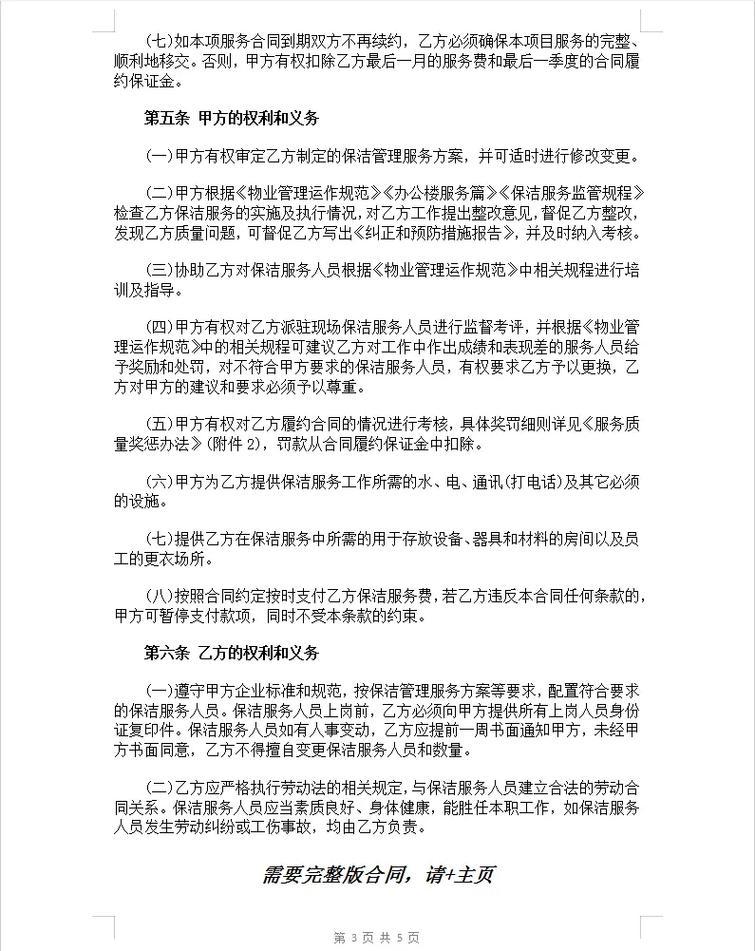 (七)如本项服务合同到期双方不再续约，乙方必须确保本项目服务的完整、
顺利地移交。否则，甲方有权扣除乙方最后一月的服务费和最后一季度的合同履
约保证金。
第五条 甲方的权利和义务
(一)甲方有权审定乙方制定的保洁管理服务方案，并可适时进行修改变更。
(二)甲方根据《物业管理运作规范》《办公楼服务篇》《保洁服务监管规程》
检查乙方保洁服务的实施及执行情况，对乙方工作提出整改意见，督促乙方整改，
发现乙方质量问题，可督促乙方写出《纠正和预防措施报告》，并及时纳入考核。
(三)协助乙方对保洁服务人员根据《物业管理运作规范》中相关规程进行培
训及指导。
(四)甲方有权对乙方派驻现场保洁服务人员进行监督考评，并根据《物业管
理运作规范》中的相关规程可建议乙方对工作中作出成绩和表现差的服务人员给
予奖励和处罚，对不符合甲方要求的保洁服务人员，有权要求乙方予以更换，乙
方对甲方的建议和要求必须予以尊重。
(五)甲方有权对乙方履约合同的情况进行考核，具体奖罚细则详见《服务质
量奖惩办法》(附件 2)，罚款从合同履约保证金中扣除。
(六)甲方为乙方提供保洁服务工作所需的水、电、通讯(打电话)及其它必须
的设施。
(七)提供乙方在保洁服务中所需的用于存放设备、器具和材料的房间以及员
工的更衣场所。
(八)按照合同约定按时支付乙方保洁服务费，若乙方违反本合同任何条款的，
甲方可暂停支付款项，同时不受本条款的约束。
第六条 乙方的权利和义务
(一)遵守甲方企业标准和规范，按保洁管理服务方案等要求，配置符合要求
的保洁服务人员。保洁服务人员上岗前，乙方必须向甲方提供所有上岗人员身份
证复印件。保洁服务人员如有人事变动，乙方应提前一周书面通知甲方，未经甲
方书面同意，乙方不得擅自变更保洁服务人员和数量。
(二)乙方应严格执行劳动法的相关规定，与保洁服务人员建立合法的劳动合
同关系。保洁服务人员应当素质良好、身体健康，能胜任本职工作，如保洁服务
人员发生劳动纠纷或工伤事故，均由乙方负责。
需要完整版合同，请+主页
第 3 页 共 5 页